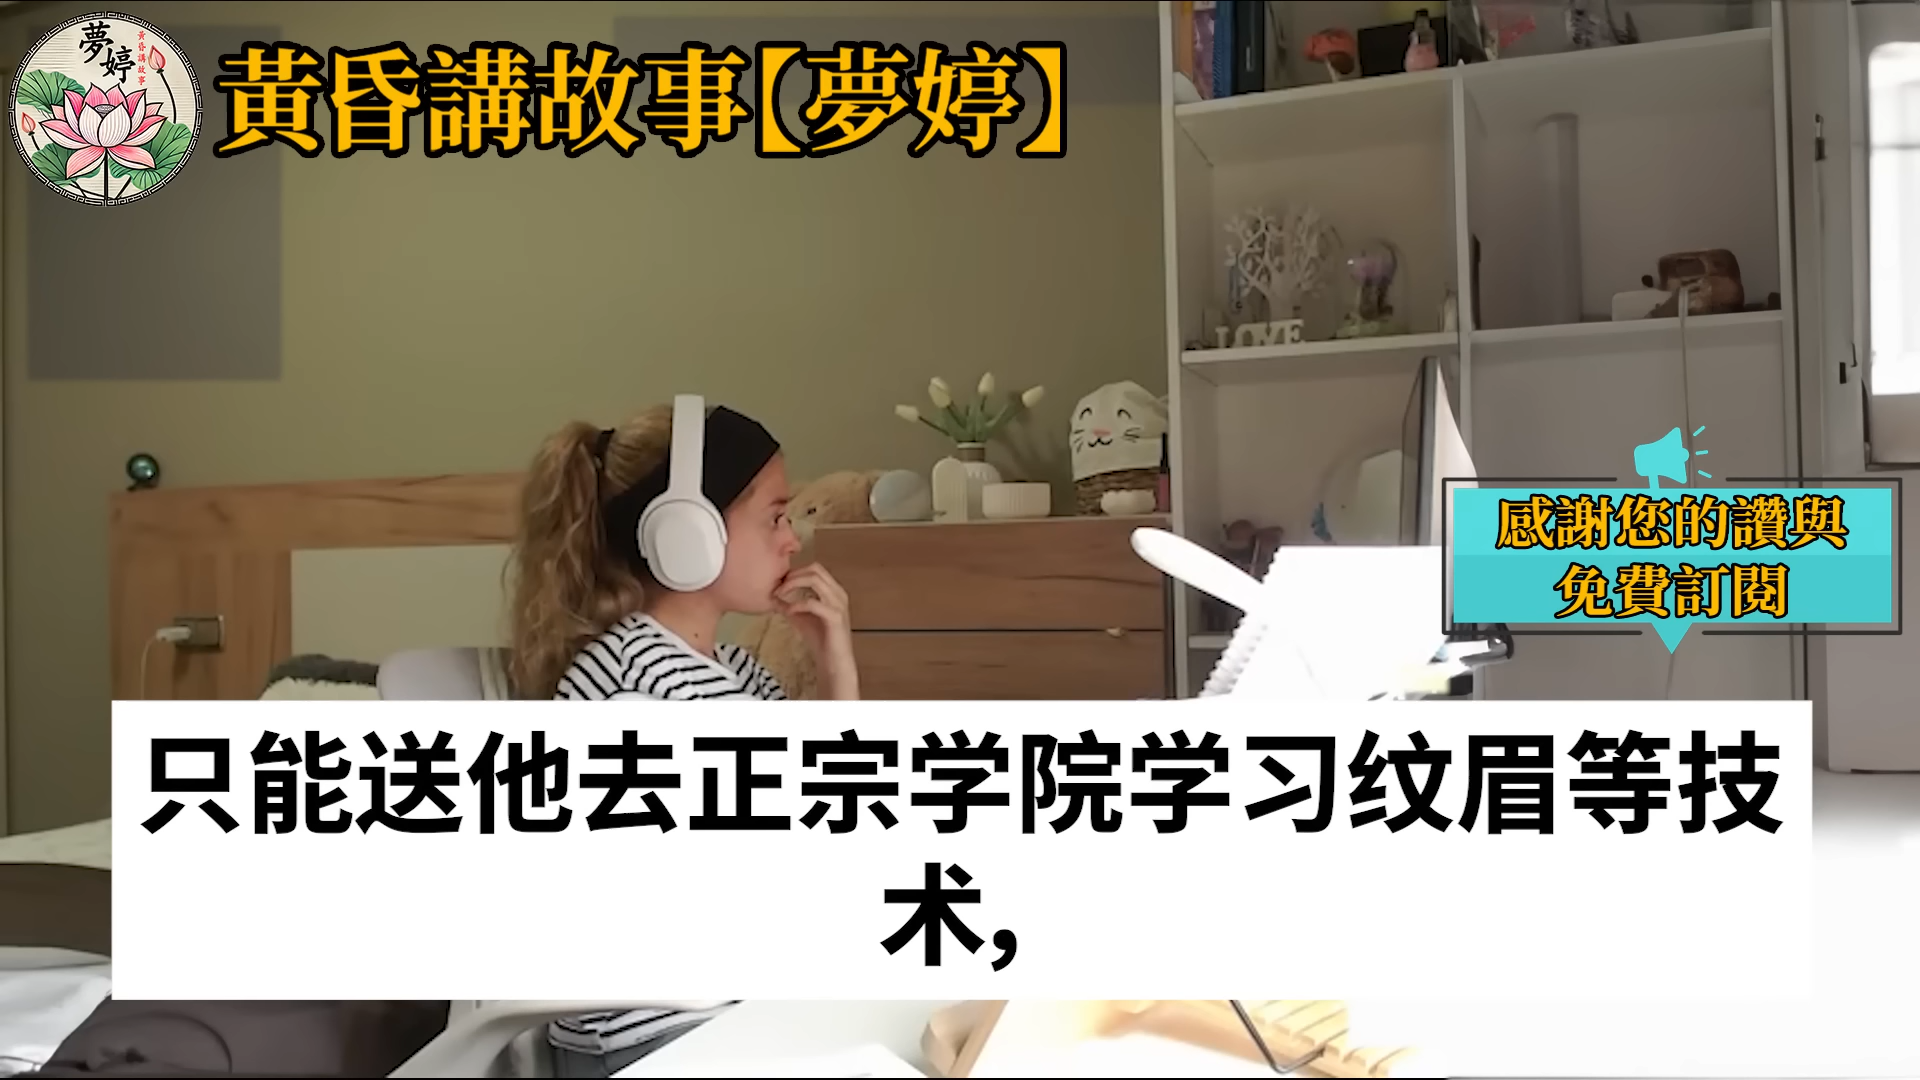 夢婷
黃昏講故事
黃昏講故事【夢婷】
LOVE
感謝您的讚與
免費訂閱
只能送他去正宗学院学习纹眉等技
术,